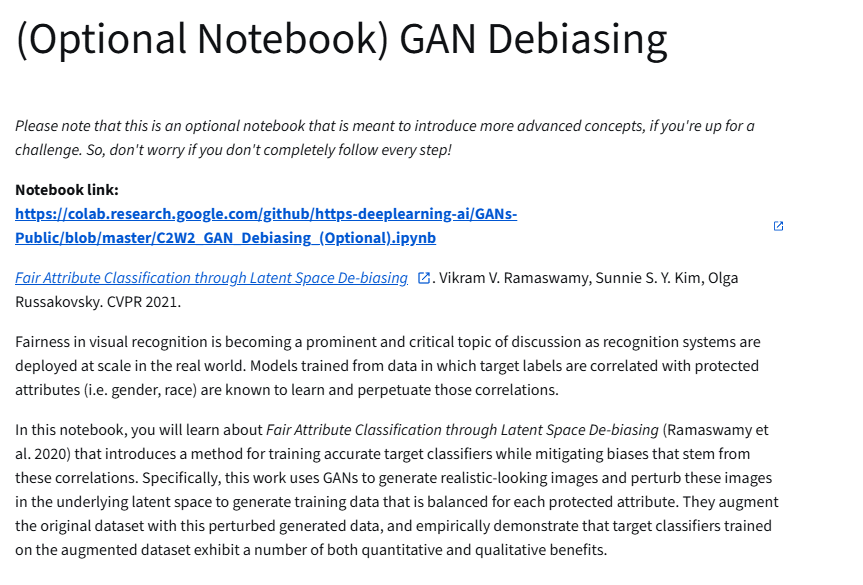 (Optional Notebook) GAN Debiasing
Please note that this is an optional notebook that is meant to introduce more advanced concepts, if you're up for a
challenge. So, don't worry if you don't completely follow every step!
Notebook link:
https://colab.research.google.com/github/https-deeplearning-ai/GANs-
Public/blob/master/C2W2_GAN_Debiasing_(Optional).ipynb
Fair Attribute Classification through Latent Space De-biasing. Vikram V. Ramaswamy, Sunnie S. Y. Kim, Olga
Russakovsky. CVPR 2021.
Fairness in visual recognition is becoming a prominent and critical topic of discussion as recognition systems are
deployed at scale in the real world. Models trained from data in which target labels are correlated with protected
attributes (i.e. gender, race) are known to learn and perpetuate those correlations.
In this notebook, you will learn about Fair Attribute Classification through Latent Space De-biasing (Ramaswamy et
al. 2020) that introduces a method for training accurate target classifiers while mitigating biases that stem from
these correlations. Specifically, this work uses GANs to generate realistic-looking images and perturb these images
in the underlying latent space to generate training data that is balanced for each protected attribute. They augment
the original dataset with this perturbed generated data, and empirically demonstrate that target classifiers trained
on the augmented dataset exhibit a number of both quantitative and qualitative benefits.